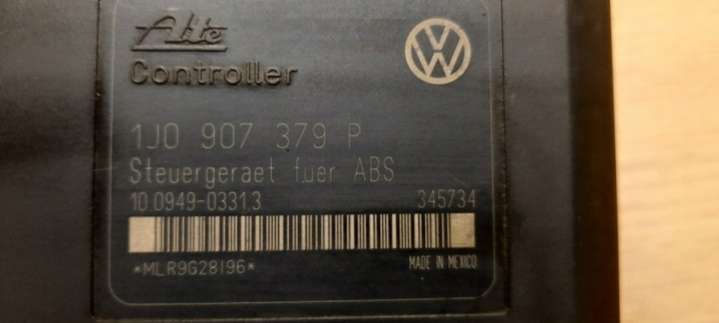 Ate
Controller
1J0 907 379 P
Steuergeraet fuer ABS
10.0949-0331.3 345734
*MLR9G28196*
MADE IN MEXICO